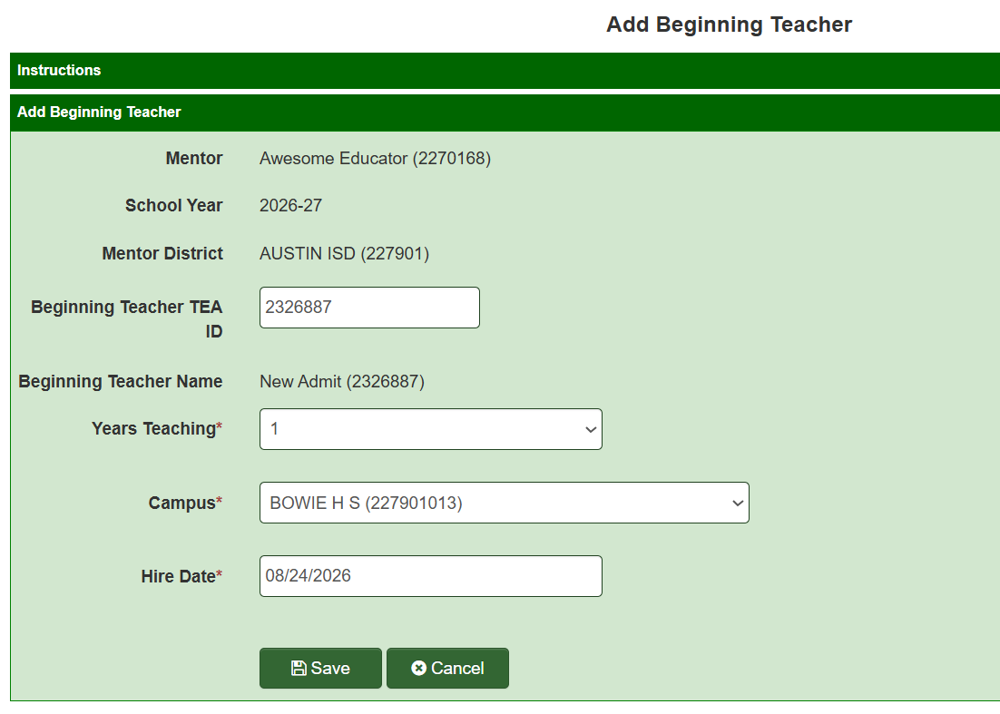 Add Beginning Teacher
Instructions
Add Beginning Teacher
Mentor Awesome Educator (2270168)
School Year 2026-27
Mentor District AUSTIN ISD (227901)
Beginning Teacher TEA 2326887
ID
Beginning Teacher Name New Admit (2326887)
Years Teaching* 1
Campus* BOWIE H S (227901013)
Hire Date* 08/24/2026
Save Cancel